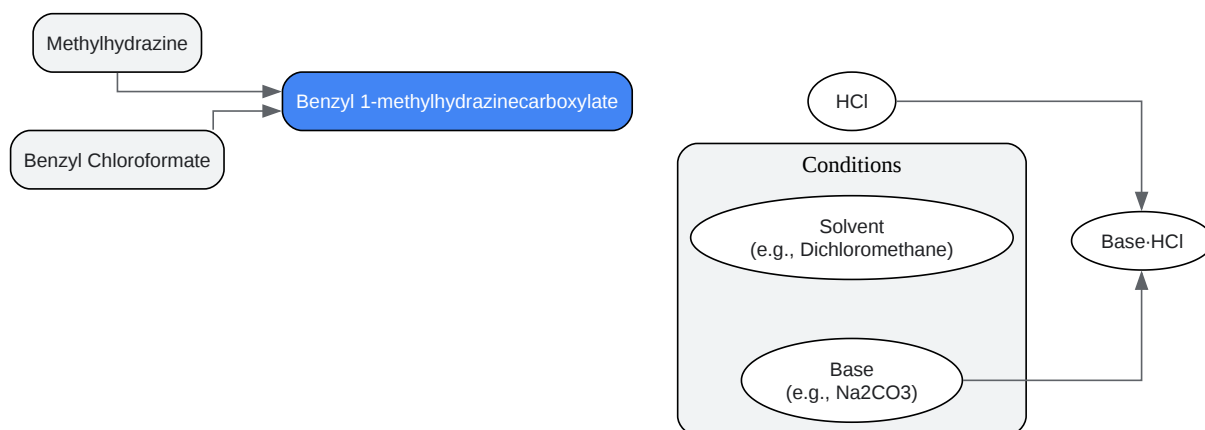 Methylhydrazine
Benzyl Chloroformate
Benzyl 1-methylhydrazinecarboxylate
HCl
Conditions
Solvent
(e.g., Dichloromethane)
Base
(e.g., Na2CO3)
Base·HCl